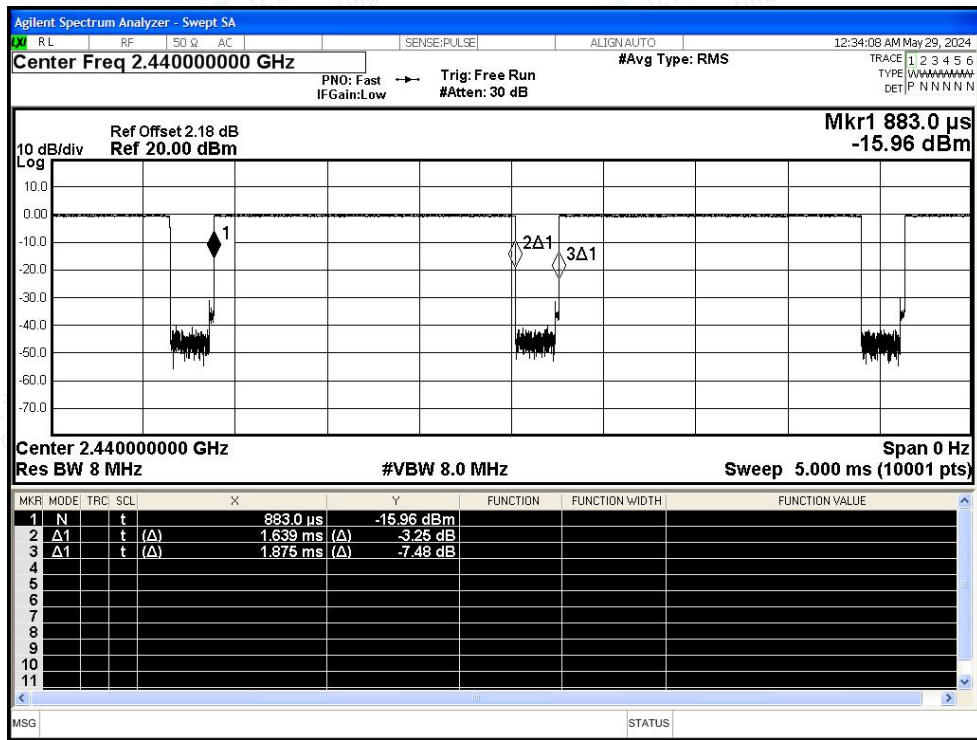 Agilent Spectrum Analyzer - Swept SA
LXI RL RF 50 Ω AC SENSE:PULSE ALIGN AUTO 12:34:08 AM May 29, 2024
Center Freq 2.440000000 GHz #Avg Type: RMS TRACE 1 2 3 4 5 6
PNO: Fast Trig: Free Run TYPE WWWWWW
IFGain:Low #Atten: 30 dB DET P N N N N N
Mkr1 883.0 µs
Ref Offset 2.18 dB
10 dB/div Ref 20.00 dBm -15.96 dBm
Log
10.0
0.00
1
-10.0
2Δ1
3Δ1
-20.0
-30.0
-40.0
-50.0
-60.0
-70.0
Center 2.440000000 GHz Span 0 Hz
Res BW 8 MHz #VBW 8.0 MHz Sweep 5.000 ms (10001 pts)
MKR MODE TRC SCL X Y FUNCTION FUNCTION WIDTH FUNCTION VALUE
1 N t 883.0 µs -15.96 dBm
2 Δ1 t (Δ) 1.639 ms (Δ) -3.25 dB
3 Δ1 t (Δ) 1.875 ms (Δ) -7.48 dB
4
5
6
7
8
9
10
11
MSG STATUS